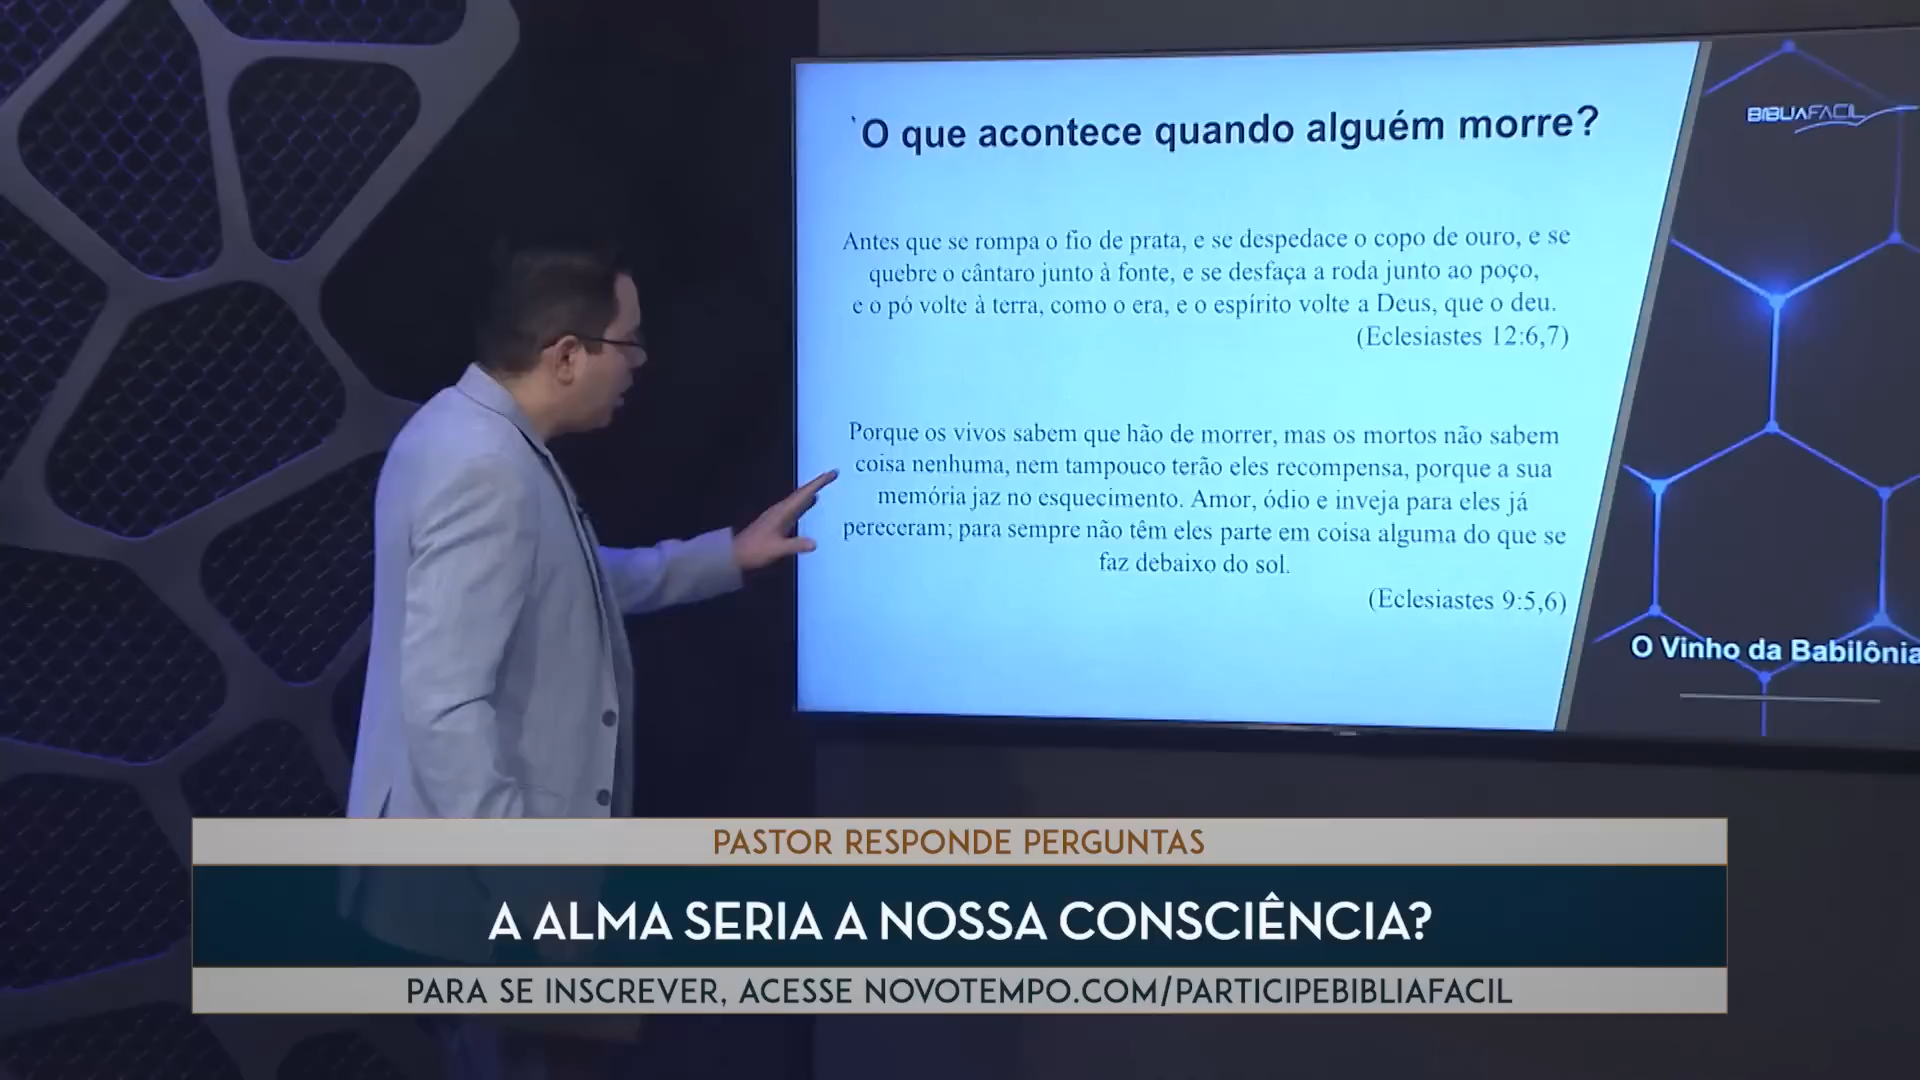 O que acontece quando alguém morre?
BÍBLIAFÁCIL
Antes que se rompa o fio de prata, e se despedace o copo de ouro, e se
quebre o cântaro junto à fonte, e se desfaça a roda junto ao poço,
e o pó volte à terra, como o era, e o espírito volte a Deus, que o deu.
(Eclesiastes 12:6,7)
Porque os vivos sabem que hão de morrer, mas os mortos não sabem
coisa nenhuma, nem tampouco terão eles recompensa, porque a sua
memória jaz no esquecimento. Amor, ódio e inveja para eles já
pereceram; para sempre não têm eles parte em coisa alguma do que se
faz debaixo do sol.
(Eclesiastes 9:5,6)
O Vinho da Babilônia
PASTOR RESPONDE PERGUNTAS
A ALMA SERIA A NOSSA CONSCIÊNCIA?
PARA SE INSCREVER, ACESSE NOVOTEMPO.COM/PARTICIPEBIBLIAFACIL